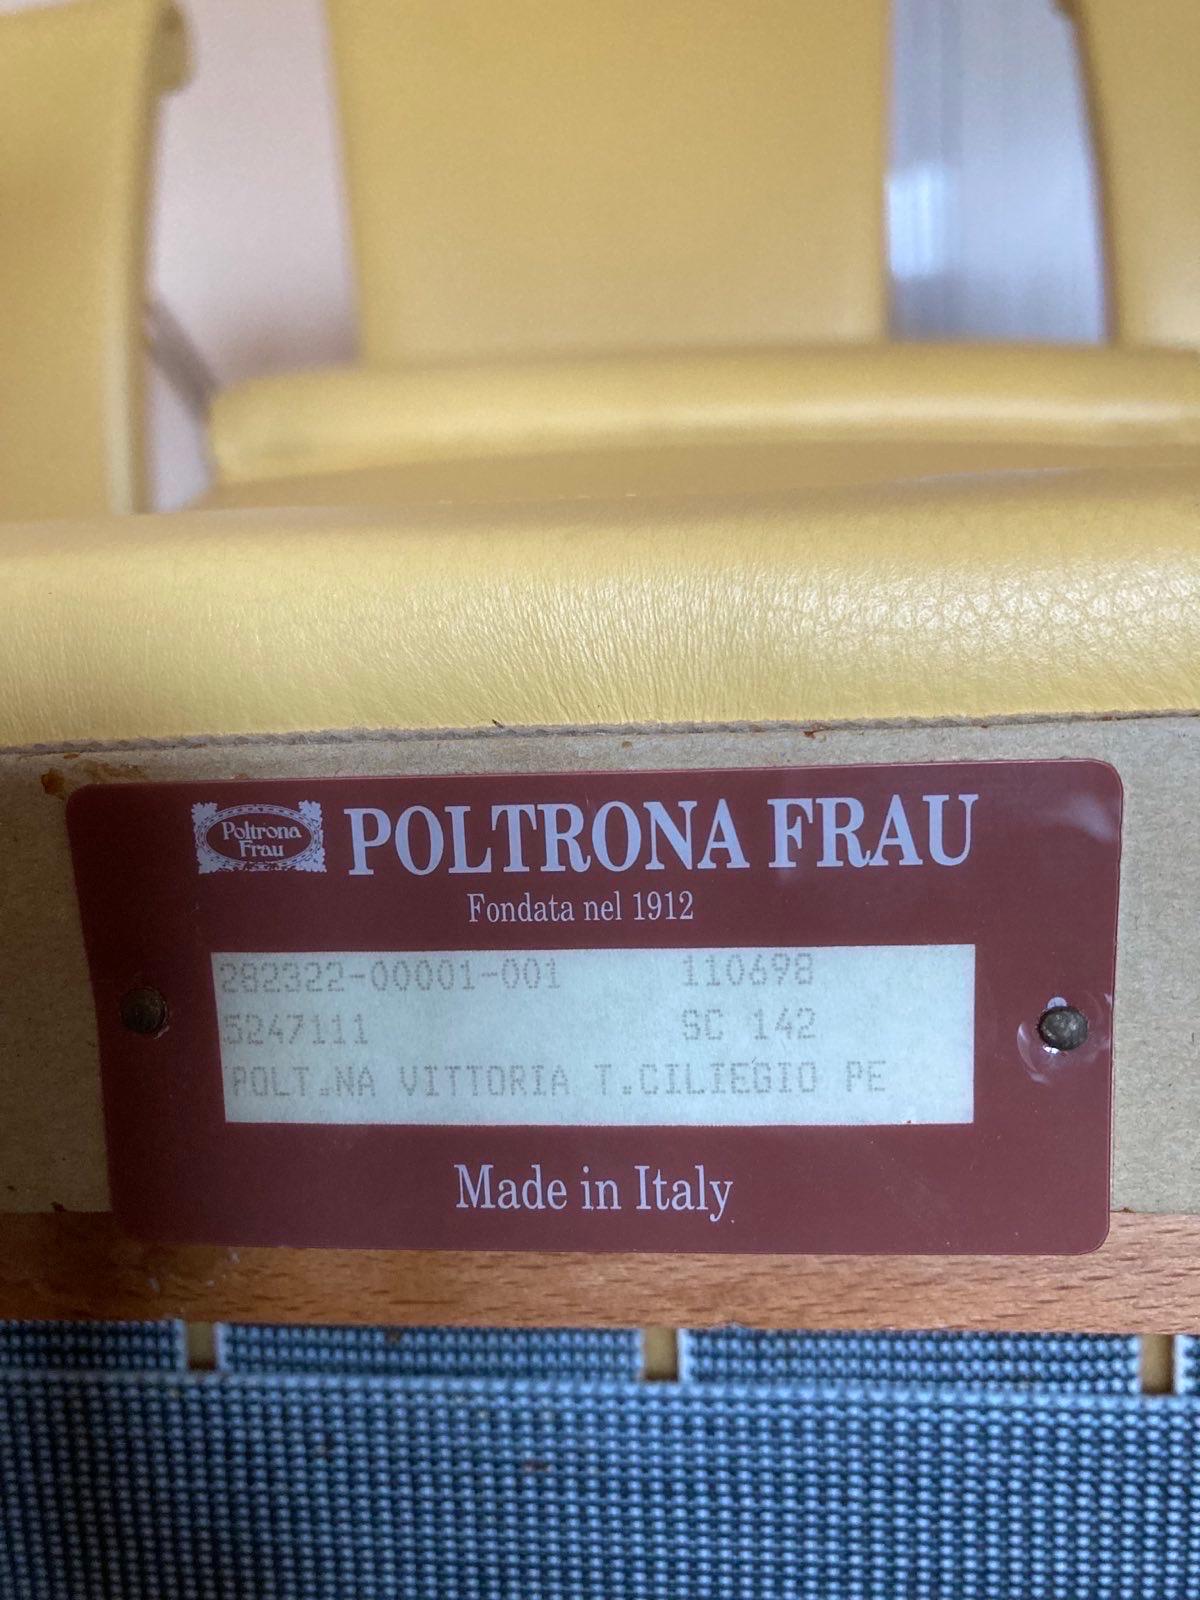 Poltrona
Frau
POLTRONA FRAU
Fondata nel 1912
282322-00001-001 110698
5247111 SC 142
POLT.NA VITTORIA T.CILIEGIO PE
Made in Italy